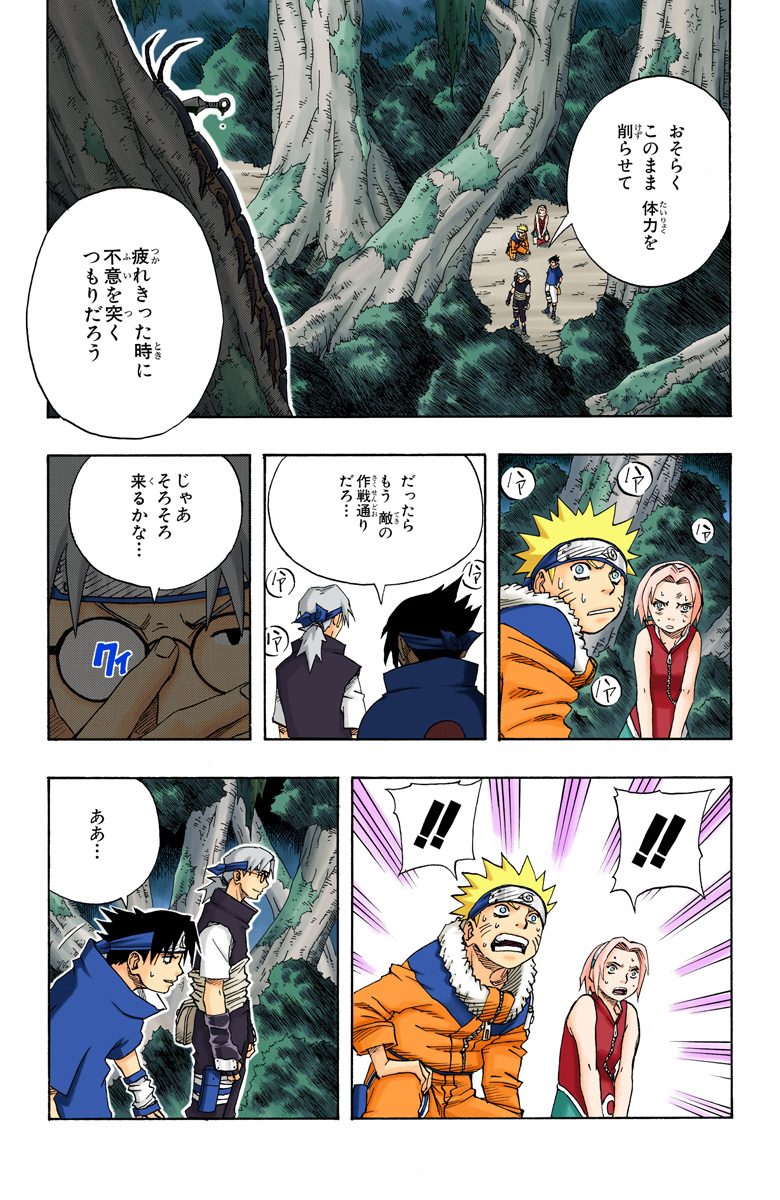 おそらく
このまま体力を
削らせて
疲れきった時に
不意を突く
つもりだろう
ハァ
ハァ
ハァ
ハァ
だったら
もう敵の
作戦通り
だろ…
ハァ
ハァ
ハァ
じゃあ
そろそろ
来るかな…
クイ
!!
!!
ああ…